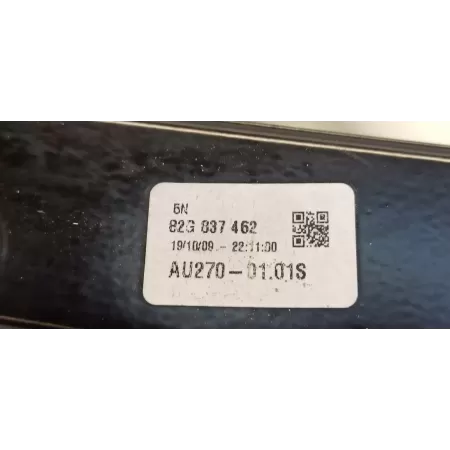 6N
82G 837 462
19/10/09.- 22:11:00
AU270-01.01S